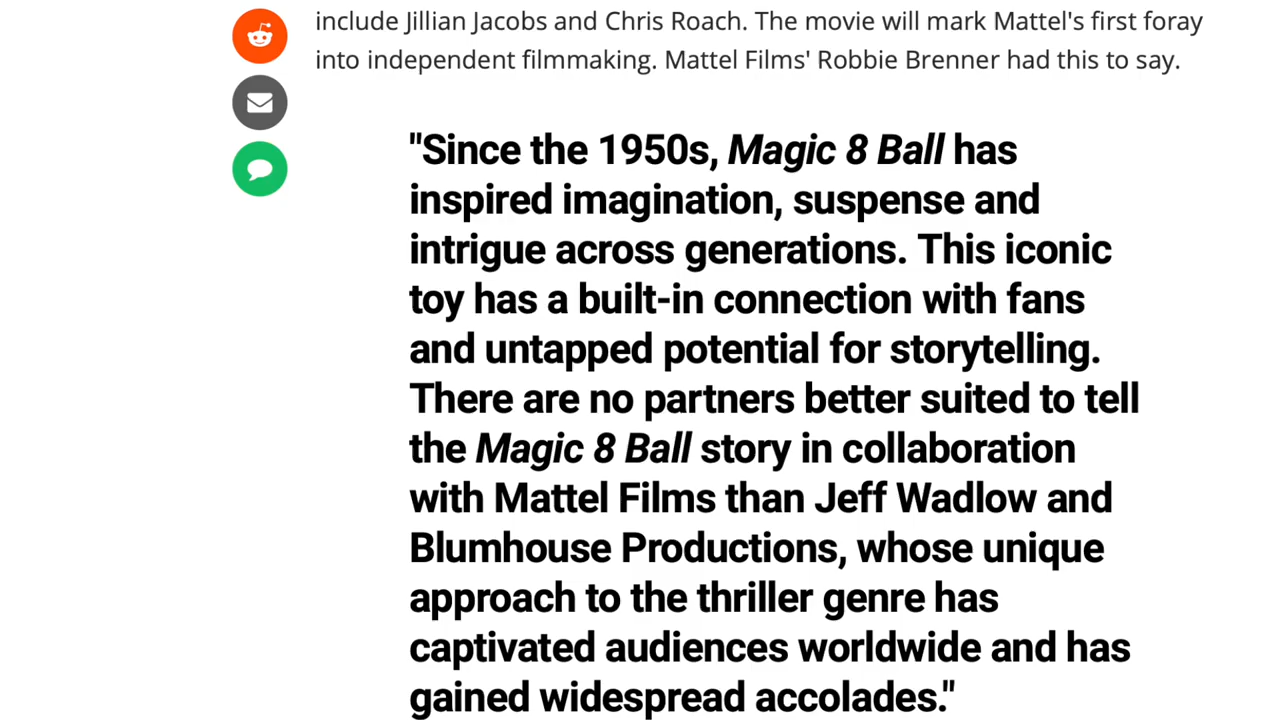 include Jillian Jacobs and Chris Roach. The movie will mark Mattel's first foray
into independent filmmaking. Mattel Films' Robbie Brenner had this to say.
"Since the 1950s, Magic 8 Ball has
inspired imagination, suspense and
intrigue across generations. This iconic
toy has a built-in connection with fans
and untapped potential for storytelling.
There are no partners better suited to tell
the Magic 8 Ball story in collaboration
with Mattel Films than Jeff Wadlow and
Blumhouse Productions, whose unique
approach to the thriller genre has
captivated audiences worldwide and has
gained widespread accolades."